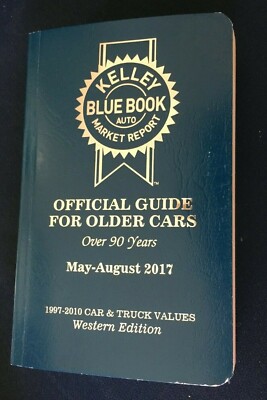 KELLEY
BLUE BOOK
AUTO
MARKET REPORT
™
OFFICIAL GUIDE
FOR OLDER CARS
Over 90 Years
May-August 2017
1997-2010 CAR & TRUCK VALUES
Western Edition